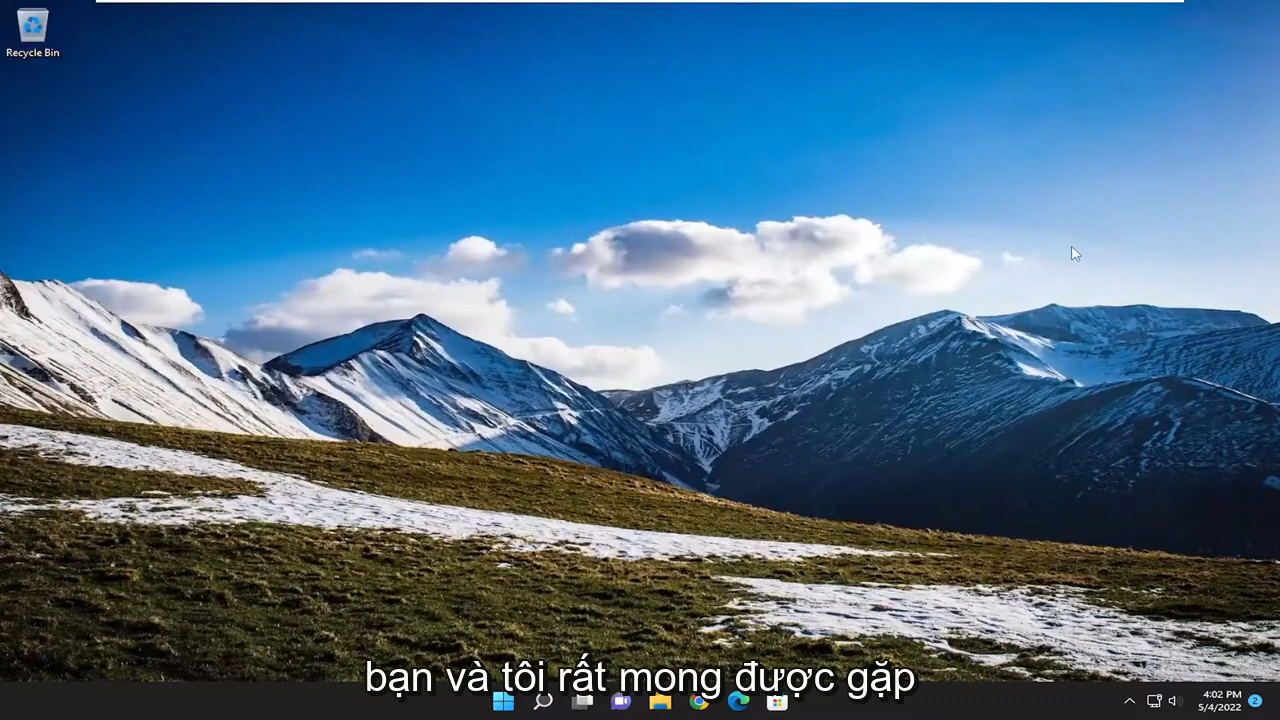 Recycle Bin
bạn và tôi rất mong được gặp
4:02 PM
5/4/2022
2